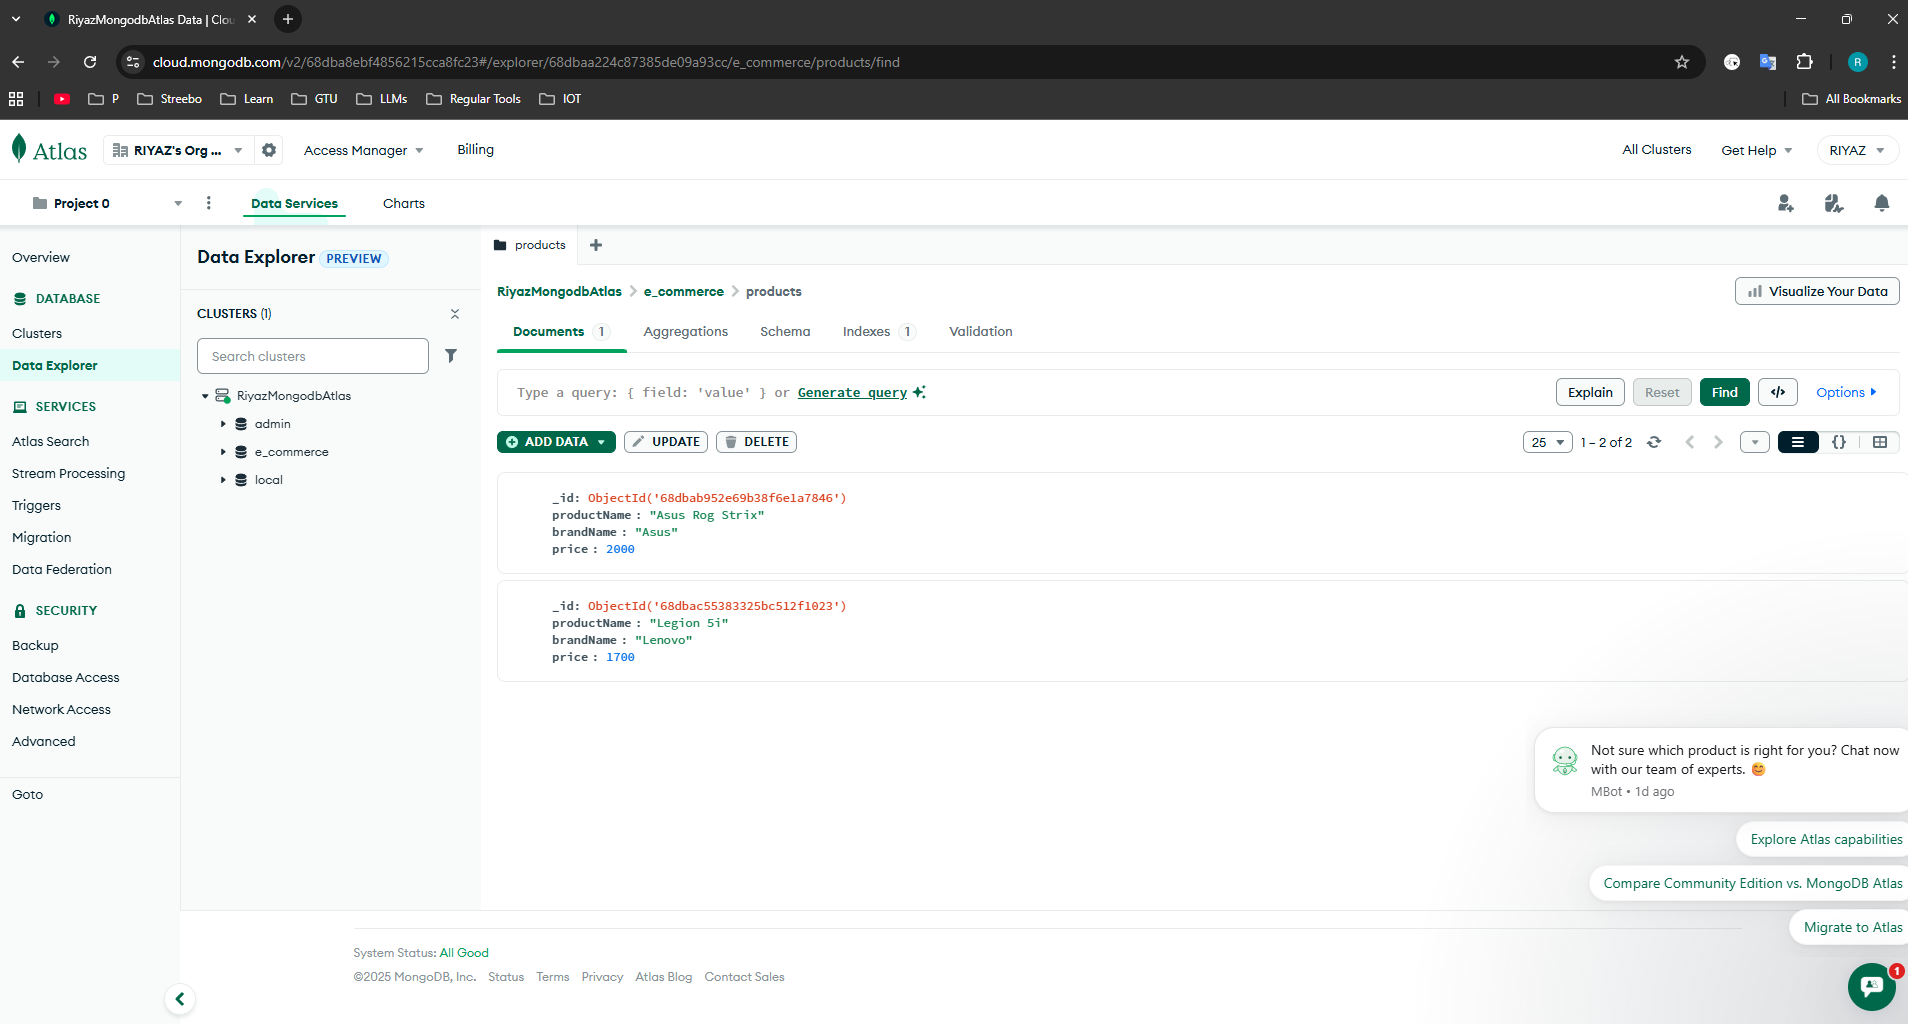 RiyazMongodbAtlas Data | Clou
cloud.mongodb.com/v2/68dba8ebf4856215cca8fc23#/explorer/68dbaa224c87385de09a93cc/e_commerce/products/find
R
P Streebo Learn GTU LLMs Regular Tools IOT All Bookmarks
Atlas RIYAZ's Org ... Access Manager Billing All Clusters Get Help RIYAZ
Project 0 Data Services Charts
Overview
DATABASE
Clusters
Data Explorer
SERVICES
Atlas Search
Stream Processing
Triggers
Migration
Data Federation
SECURITY
Backup
Database Access
Network Access
Advanced
Goto
Data Explorer PREVIEW
CLUSTERS (1)
Search clusters
RiyazMongodbAtlas
admin
e_commerce
local
products
RiyazMongodbAtlas > e_commerce > products
Visualize Your Data
Documents 1 Aggregations Schema Indexes 1 Validation
Type a query: { field: 'value' } or Generate query
Explain Reset Find </> Options
ADD DATA UPDATE DELETE
25 1 – 2 of 2 {}
_id: ObjectId('68dbab952e69b38f6e1a7846')
productName : "Asus Rog Strix"
brandName : "Asus"
price : 2000
_id: ObjectId('68dbac55383325bc512f1023')
productName : "Legion 5i"
brandName : "Lenovo"
price : 1700
Not sure which product is right for you? Chat now
with our team of experts. 😊
MBot • 1d ago
Explore Atlas capabilities
Compare Community Edition vs. MongoDB Atlas
Migrate to Atlas
1
System Status: All Good
©2025 MongoDB, Inc. Status Terms Privacy Atlas Blog Contact Sales